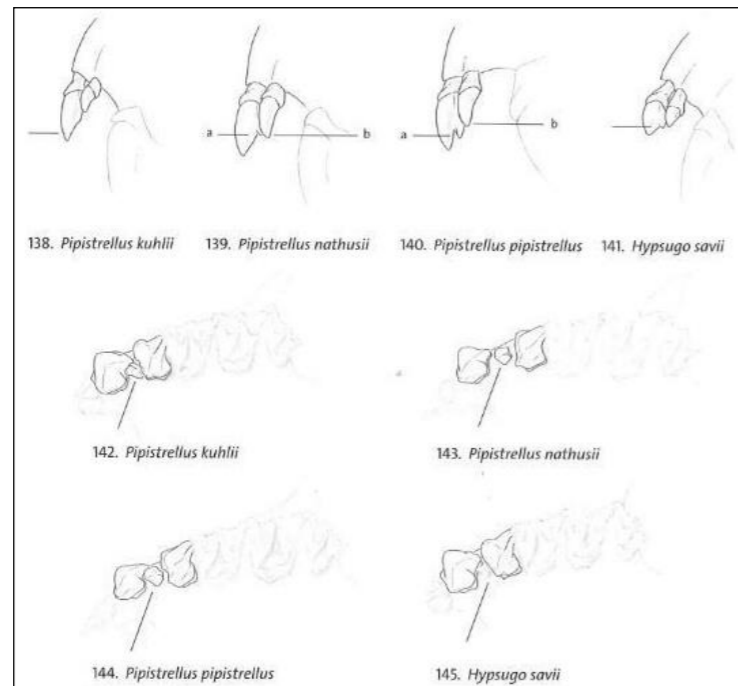 a
b
a
b
138. Pipistrellus kuhlii
139. Pipistrellus nathusii
140. Pipistrellus pipistrellus
141. Hypsugo savii
142. Pipistrellus kuhlii
143. Pipistrellus nathusii
144. Pipistrellus pipistrellus
145. Hypsugo savii